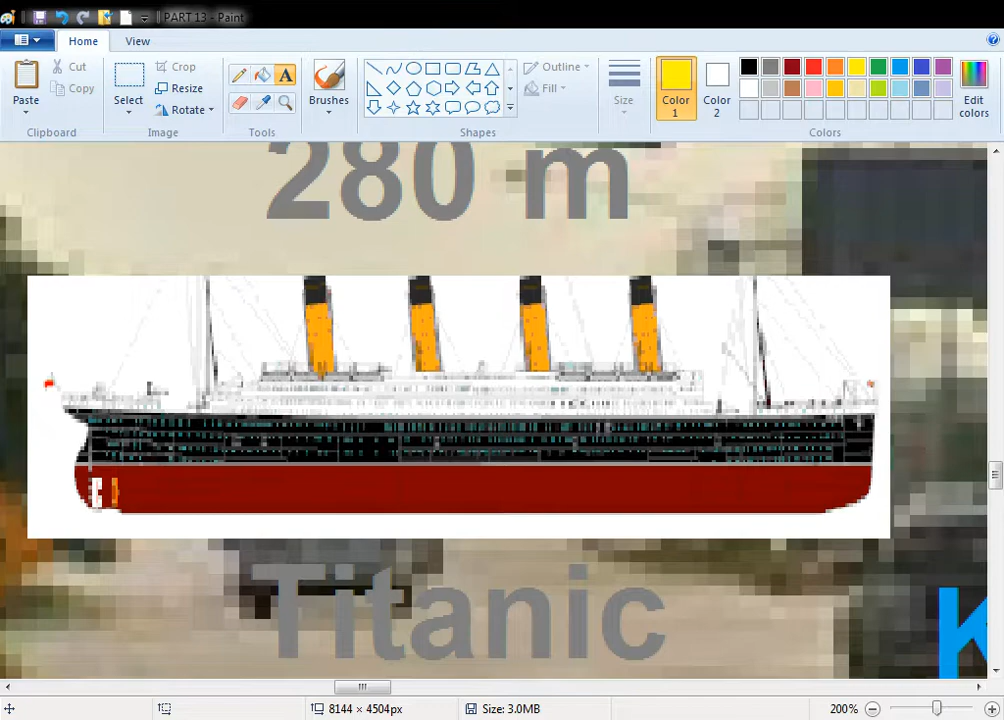 PART 13 - Paint
Home View
Paste Cut Copy
Select Crop Resize Rotate
A
Brushes
Outline Fill
Size
Color 1
Color 2
Edit colors
Clipboard Image Tools Shapes Colors
280 m
Titanic
K
8144 × 4504px Size: 3.0MB 200%